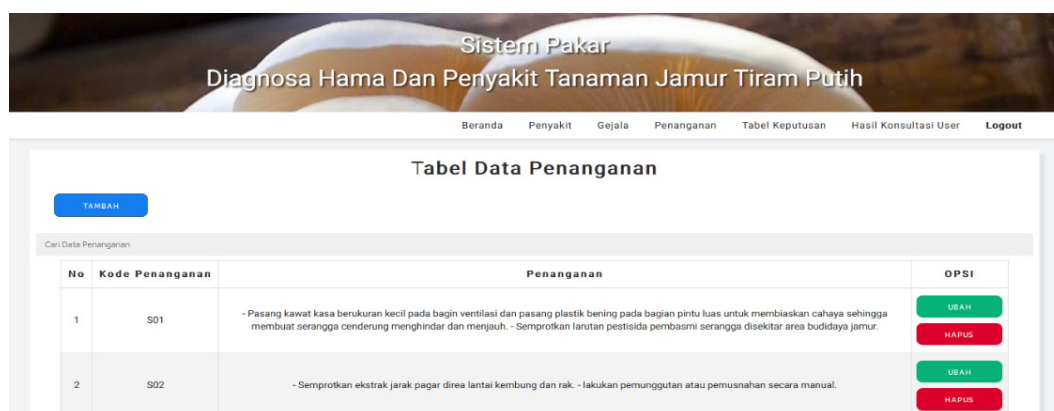 Sistem Pakar
Diagnosa Hama Dan Penyakit Tanaman Jamur Tiram Putih
Beranda Penyakit Gejala Penanganan Tabel Keputusan Hasil Konsultasi User Logout
Tabel Data Penanganan
TAMBAH
Cari Data Penanganan
No Kode Penanganan Penanganan OPSI
1 S01 - Pasang kawat kasa berukuran kecil pada bagin ventilasi dan pasang plastik bening pada bagian pintu luas untuk membiaskan cahaya sehingga
membuat serangga cenderung menghindar dan menjauh. - Semprotkan larutan pestisida pembasmi serangga disekitar area budidaya jamur.
UBAH
HAPUS
2 S02 - Semprotkan ekstrak jarak pagar direa lantai kembung dan rak. - lakukan pemunggutan atau pemusnahan secara manual.
UBAH
HAPUS